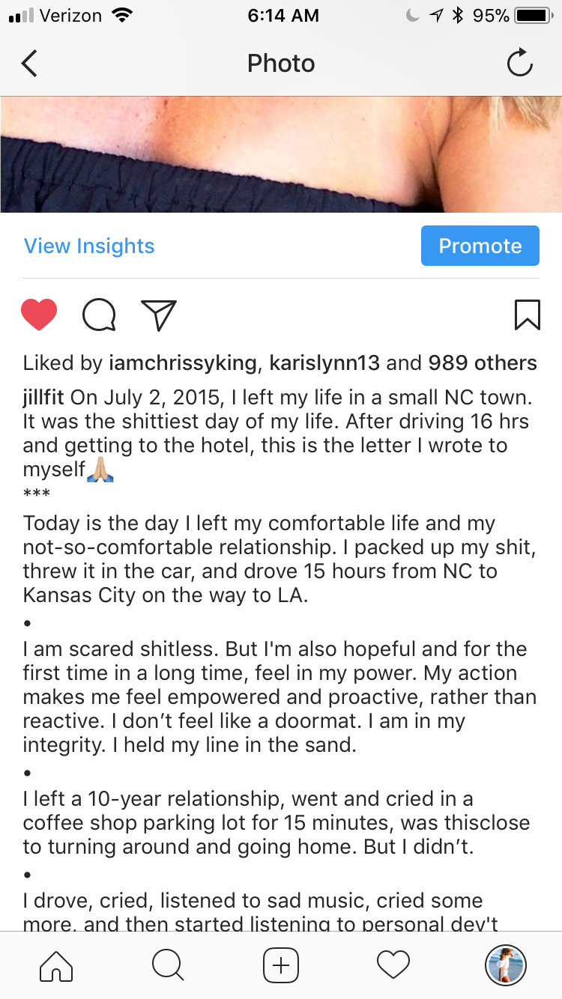 Verizon 6:14 AM 95%
Photo
View Insights Promote
Liked by iamchrissyking, karislynn13 and 989 others
jillfit On July 2, 2015, I left my life in a small NC town.
It was the shittiest day of my life. After driving 16 hrs
and getting to the hotel, this is the letter I wrote to
myself🙏🏼
***
Today is the day I left my comfortable life and my
not-so-comfortable relationship. I packed up my shit,
threw it in the car, and drove 15 hours from NC to
Kansas City on the way to LA.
•
I am scared shitless. But I'm also hopeful and for the
first time in a long time, feel in my power. My action
makes me feel empowered and proactive, rather than
reactive. I don’t feel like a doormat. I am in my
integrity. I held my line in the sand.
•
I left a 10-year relationship, went and cried in a
coffee shop parking lot for 15 minutes, was thisclose
to turning around and going home. But I didn’t.
•
I drove, cried, listened to sad music, cried some
more, and then started listening to personal dev't